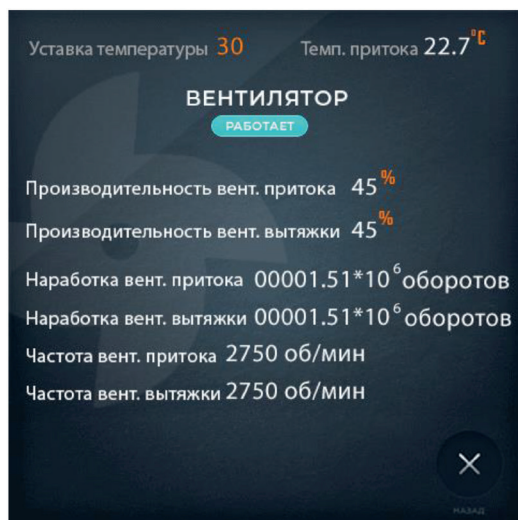 Уставка температуры 30 Темп. притока 22.7°C
ВЕНТИЛЯТОР
РАБОТАЕТ
Производительность вент. притока 45%
Производительность вент. вытяжки 45%
Наработка вент. притока 00001.51*10⁶оборотов
Наработка вент. вытяжки 00001.51*10⁶оборотов
Частота вент. притока 2750 об/мин
Частота вент. вытяжки 2750 об/мин
НАЗАД